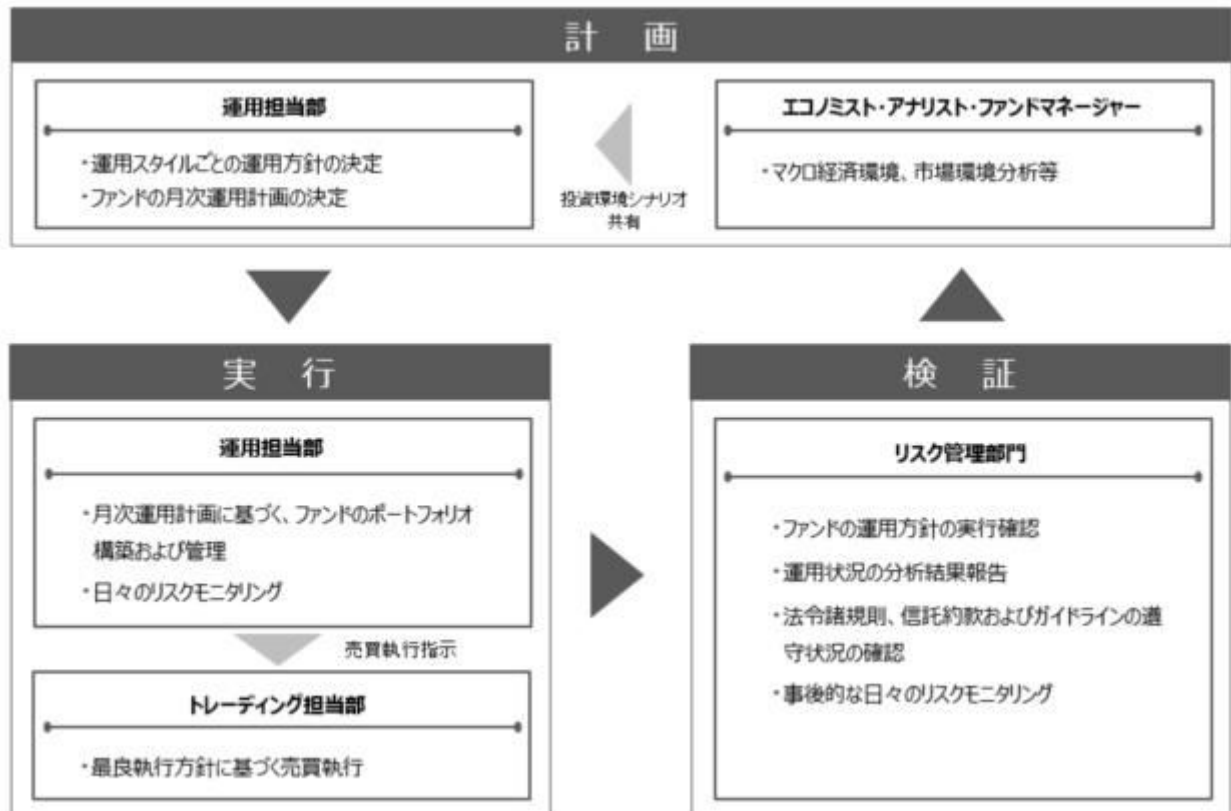 計 画
運用担当部
・運用スタイルごとの運用方針の決定
・ファンドの月次運用計画の決定
投資環境シナリオ
共有
エコノミスト・アナリスト・ファンドマネージャー
・マクロ経済環境、市場環境分析等
実 行
運用担当部
・月次運用計画に基づく、ファンドのポートフォリオ
構築および管理
・日々のリスクモニタリング
売買執行指示
トレーディング担当部
・最良執行方針に基づく売買執行
検 証
リスク管理部門
・ファンドの運用方針の実行確認
・運用状況の分析結果報告
・法令諸規則、信託約款およびガイドラインの遵
守状況の確認
・事後的な日々のリスクモニタリング